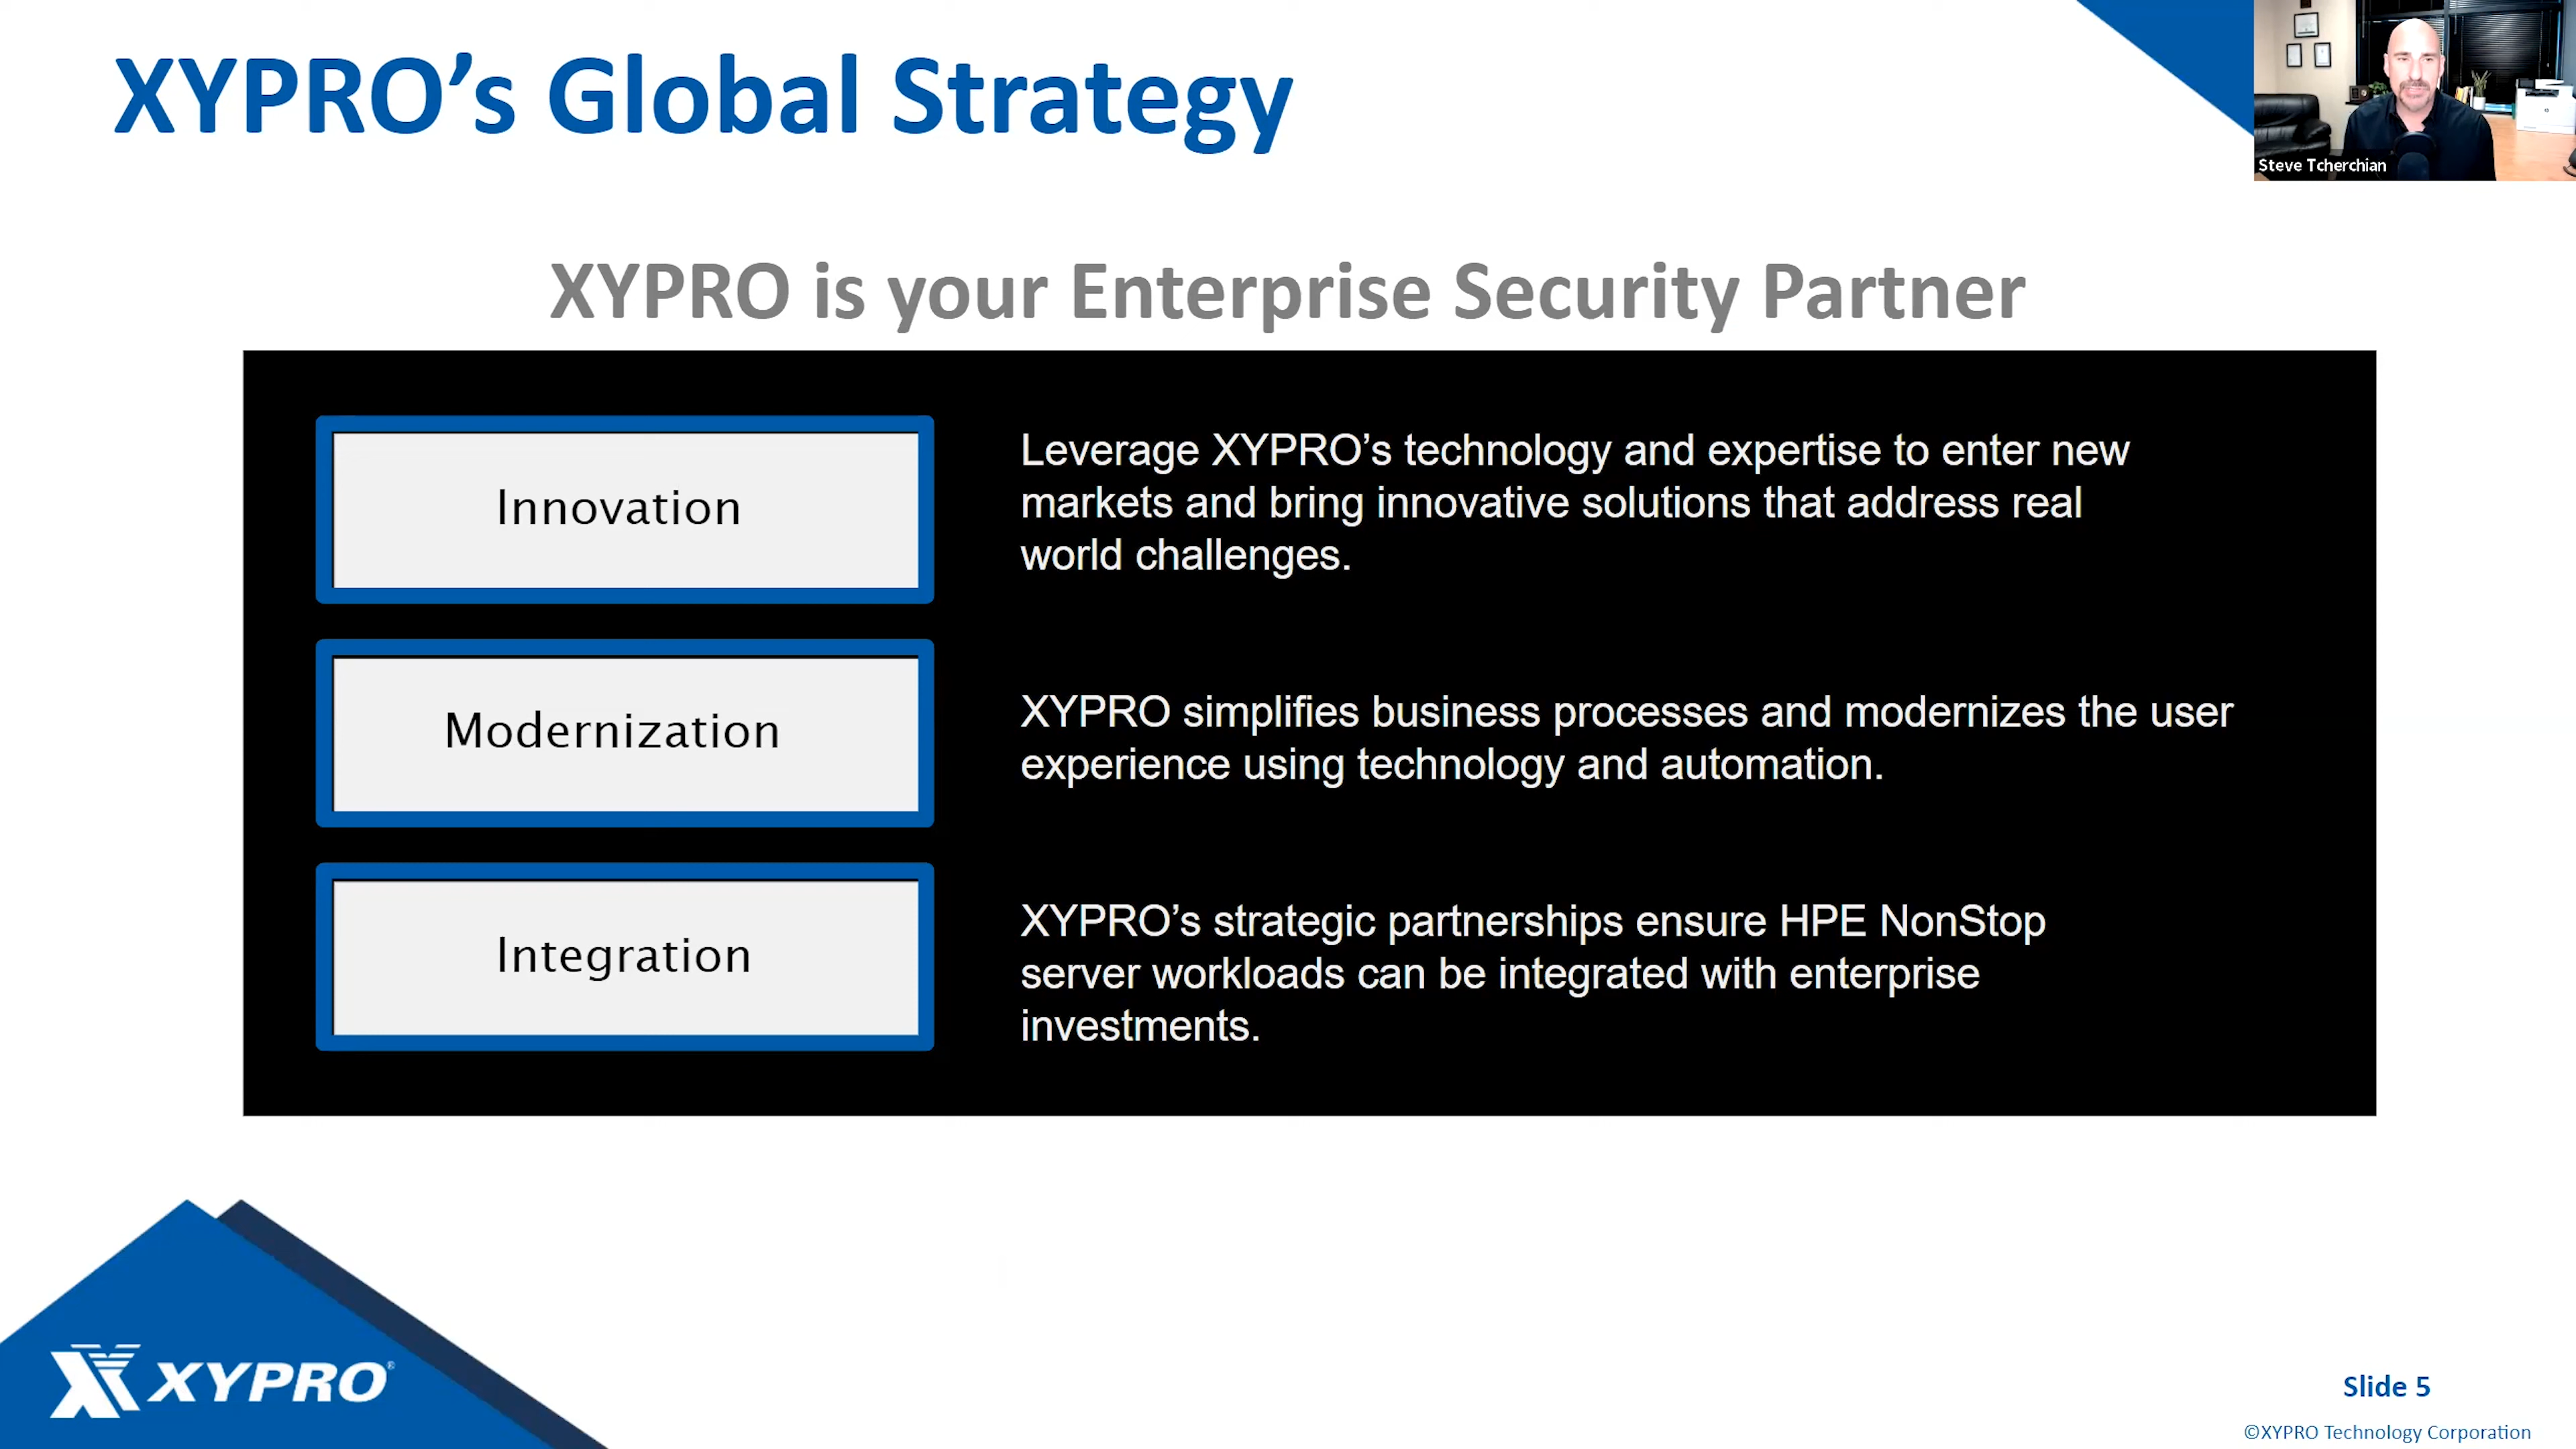 XYPRO’s Global Strategy
Steve Tcherchian
XYPRO is your Enterprise Security Partner
Innovation
Leverage XYPRO’s technology and expertise to enter new
markets and bring innovative solutions that address real
world challenges.
Modernization
XYPRO simplifies business processes and modernizes the user
experience using technology and automation.
Integration
XYPRO’s strategic partnerships ensure HPE NonStop
server workloads can be integrated with enterprise
investments.
XYPRO®
Slide 5
©XYPRO Technology Corporation